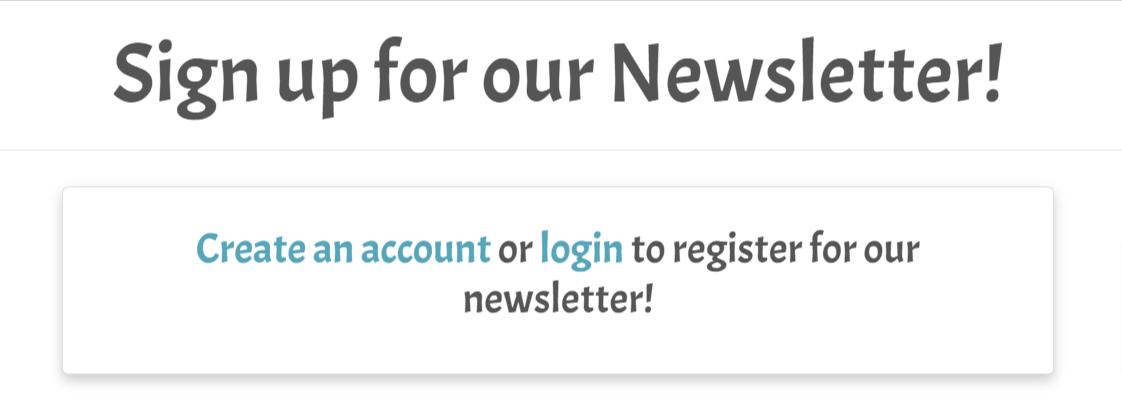 Sign up for our Newsletter!
Create an account or login to register for our
newsletter!